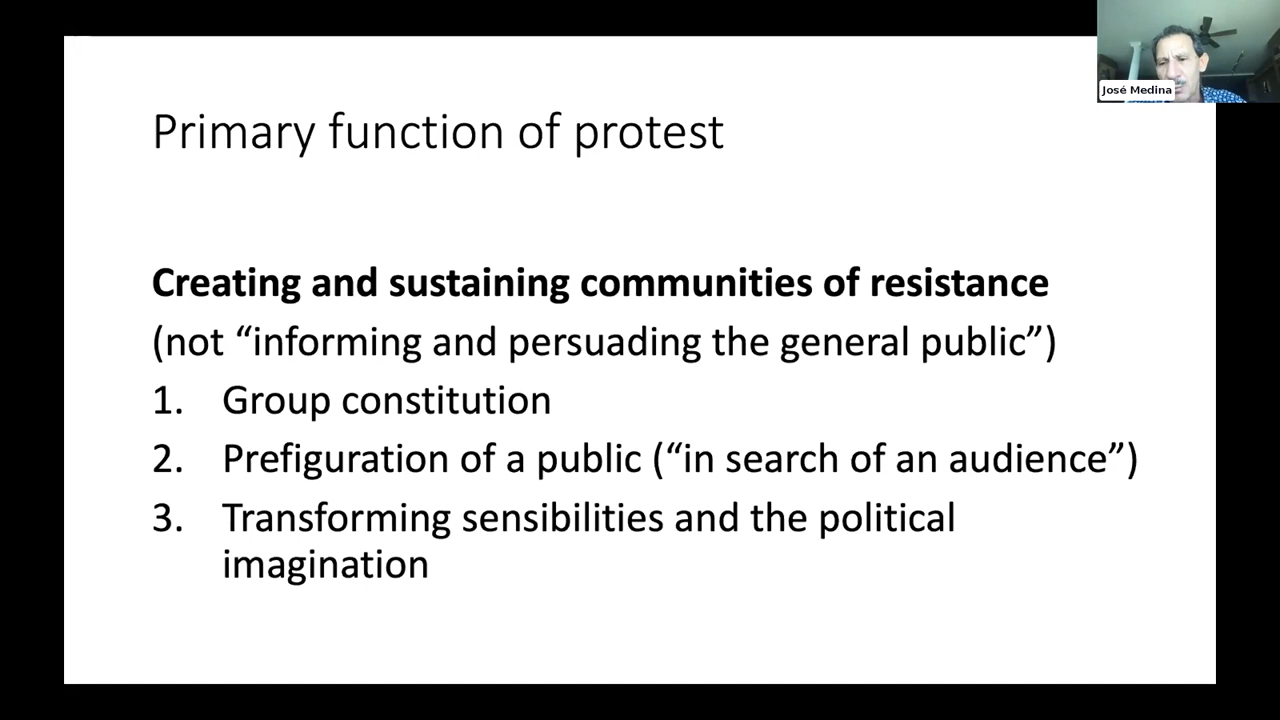 José Medina
Primary function of protest
Creating and sustaining communities of resistance
(not “informing and persuading the general public”)
1. Group constitution
2. Prefiguration of a public (“in search of an audience”)
3. Transforming sensibilities and the political
imagination